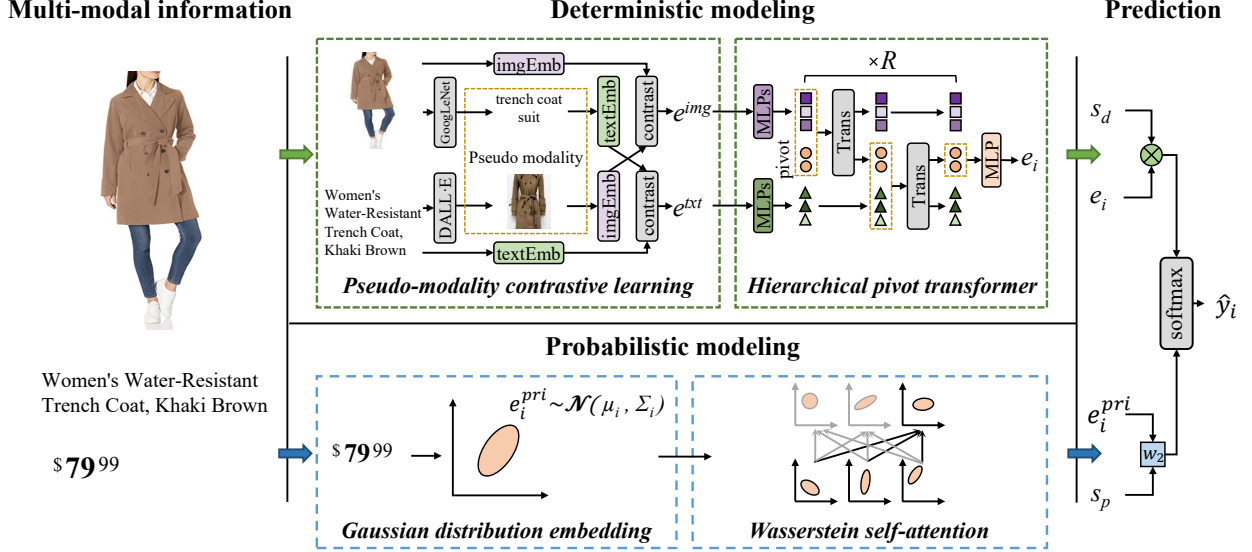 Multi-modal information
Deterministic modeling
Prediction
Women's Water-Resistant
Trench Coat, Khaki Brown
$ 79 99
imgEmb
GoogLeNet
trench coat
suit
textEmb
contrast
e^{img}
Pseudo modality
Women's
Water-Resistant
Trench Coat,
Khaki Brown
DALL·E
imgEmb
contrast
e^{txt}
textEmb
Pseudo-modality contrastive learning
×R
MLPs
pivot
Trans
MLPs
Trans
MLP
e_i
Hierarchical pivot transformer
Probabilistic modeling
$ 79 99
e_i^{pri}~𝒩(μ_i , Σ_i)
Gaussian distribution embedding
Wasserstein self-attention
s_d
e_i
softmax
ŷ_i
e_i^{pri}
w_2
s_p